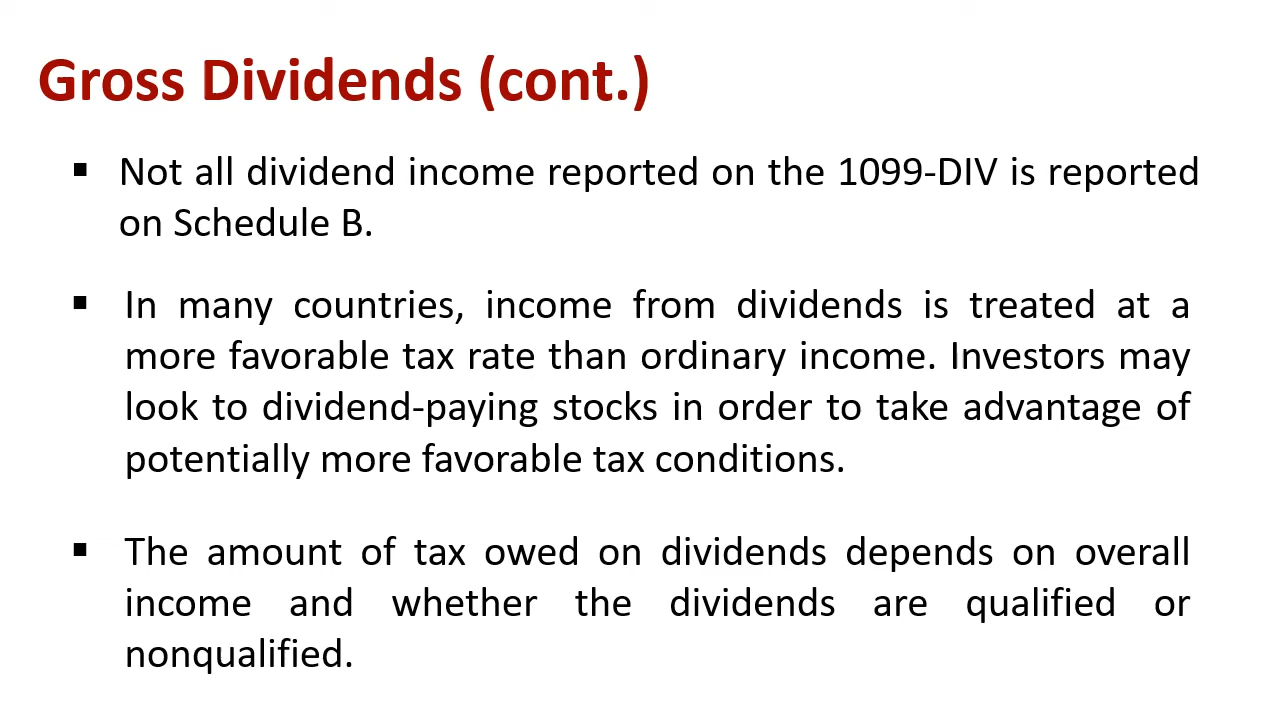 Gross Dividends (cont.)
▪ Not all dividend income reported on the 1099-DIV is reported
on Schedule B.
▪ In many countries, income from dividends is treated at a
more favorable tax rate than ordinary income. Investors may
look to dividend-paying stocks in order to take advantage of
potentially more favorable tax conditions.
▪ The amount of tax owed on dividends depends on overall
income and whether the dividends are qualified or
nonqualified.